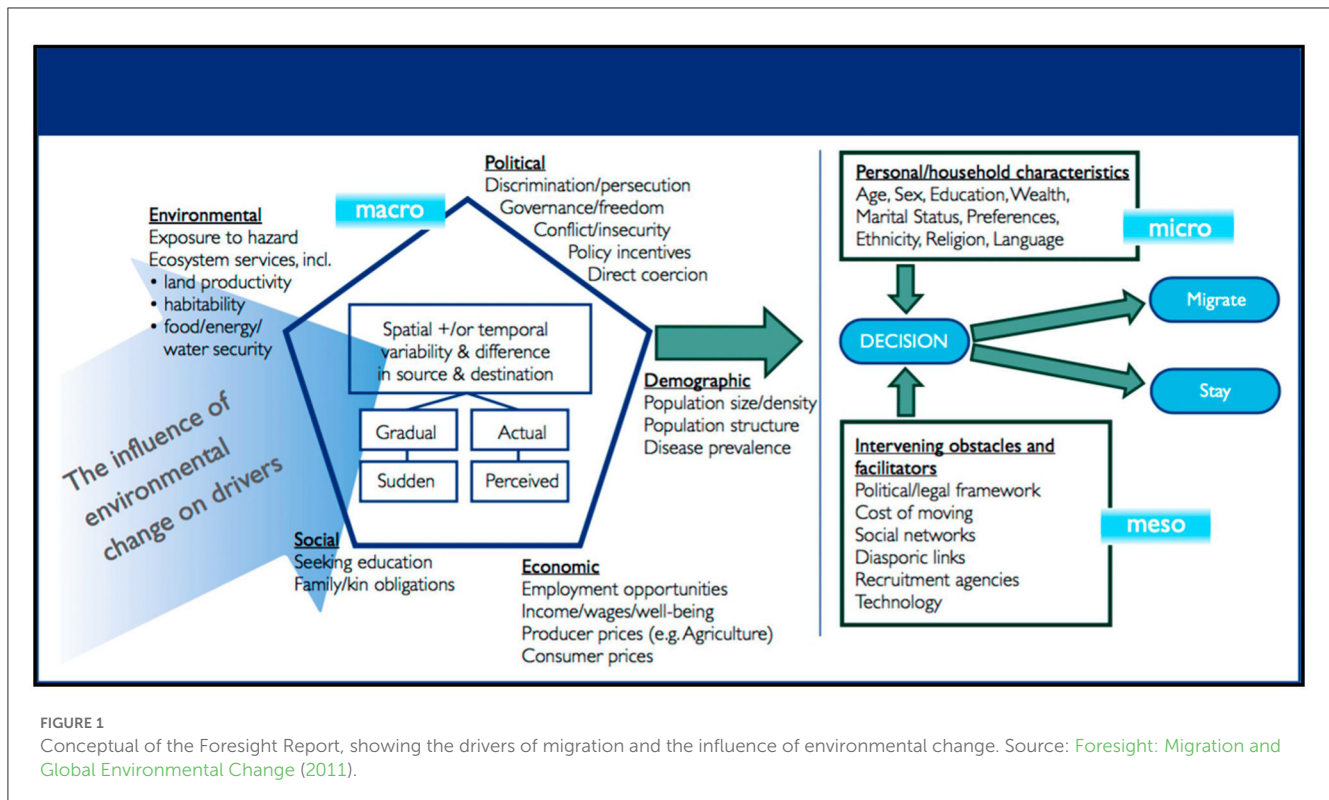 Political
Discrimination/persecution
Governance/freedom
Conflict/insecurity
Policy incentives
Direct coercion
macro
Environmental
Exposure to hazard
Ecosystem services, incl.
• land productivity
• habitability
• food/energy/
water security
Spatial +/or temporal
variability & difference
in source & destination
Gradual
Actual
Sudden
Perceived
The influence of
environmental
change on drivers
Demographic
Population size/density
Population structure
Disease prevalence
Social
Seeking education
Family/kin obligations
Economic
Employment opportunities
Income/wages/well-being
Producer prices (e.g. Agriculture)
Consumer prices
Personal/household characteristics
Age, Sex, Education, Wealth,
Marital Status, Preferences,
Ethnicity, Religion, Language
micro
DECISION
Migrate
Stay
Intervening obstacles and
facilitators
Political/legal framework
Cost of moving
Social networks
Diasporic links
Recruitment agencies
Technology
meso
FIGURE 1
Conceptual of the Foresight Report, showing the drivers of migration and the influence of environmental change. Source: Foresight: Migration and
Global Environmental Change (2011).